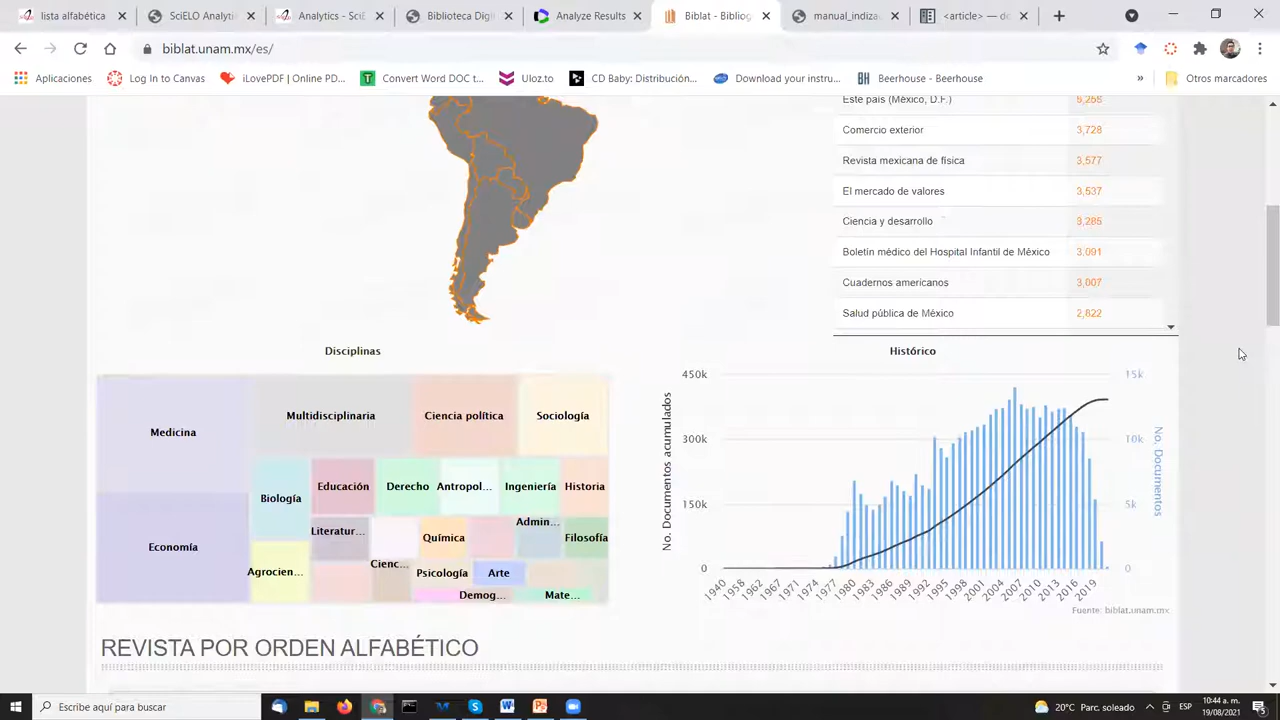 lista alfabétic
SciELO Analytic
Analytics - SciE
Biblioteca Digi
Analyze Results
Biblat - Bibliog
manual_indiza
<article> — de
biblat.unam.mx/es/
Aplicaciones
Log In to Canvas
iLovePDF | Online PD...
Convert Word DOC t...
Uloz.to
CD Baby: Distribución...
Download your instru...
Beerhouse - Beerhouse
»
Otros marcadores
Este país (México, D.F.) 5,258
Comercio exterior 3,728
Revista mexicana de física 3,577
El mercado de valores 3,537
Ciencia y desarrollo 3,285
Boletín médico del Hospital Infantil de México 3,091
Cuadernos americanos 3,007
Salud pública de México 2,822
Disciplinas
Medicina
Multidisciplinaria
Ciencia política
Sociología
Economía
Biología
Educación
Derecho
Antropol...
Ingeniería
Historia
Literatur...
Química
Admin...
Filosofía
Agrocien...
Cienc...
Psicología
Arte
Demog...
Mate...
Histórico
No. Documentos acumulados
450k
300k
150k
0
15k
10k
5k
0
No. Documentos
1940 1958 1962 1967 1971 1974 1977 1980 1983 1986 1989 1992 1995 1998 2001 2004 2007 2010 2013 2016 2019
Fuente: biblat.unam.mx
REVISTA POR ORDEN ALFABÉTICO
Escribe aquí para buscar
20°C Parc. soleado
ESP
10:44 a. m.
19/08/2021